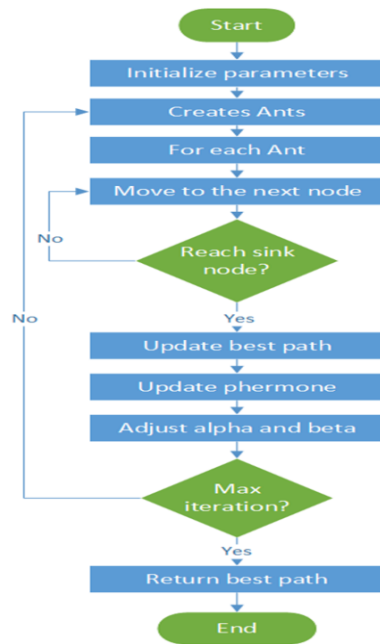 Start
Initialize parameters
Creates Ants
For each Ant
Move to the next node
No
Reach sink
node?
No
Yes
Update best path
Update phermone
Adjust alpha and beta
Max
iteration?
Yes
Return best path
End